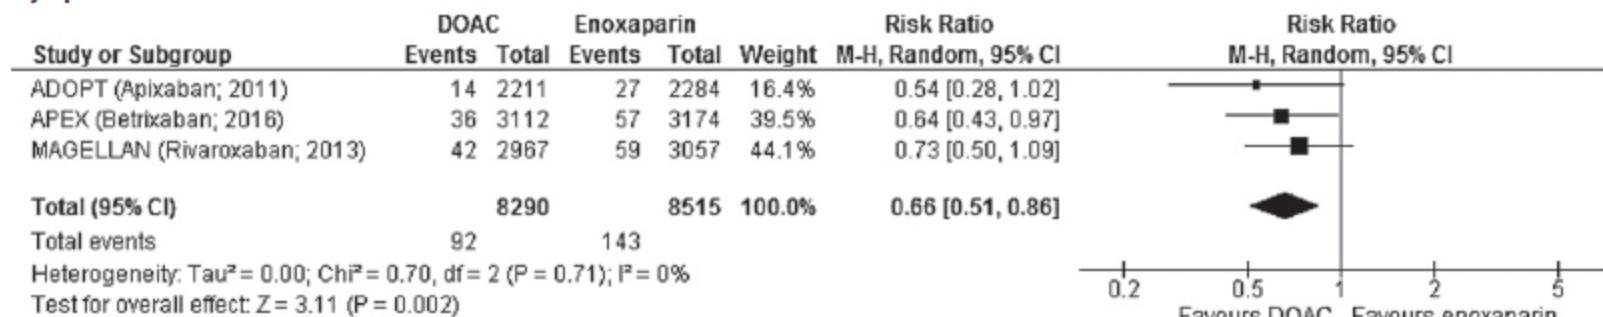 DOAC Enoxaparin Risk Ratio Risk Ratio
Study or Subgroup Events Total Events Total Weight M-H, Random, 95% CI M-H, Random, 95% CI
ADOPT (Apixaban; 2011) 14 2211 27 2284 16.4% 0.54 [0.28, 1.02]
APEX (Betrixaban; 2016) 36 3112 57 3174 39.5% 0.64 [0.43, 0.97]
MAGELLAN (Rivaroxaban; 2013) 42 2967 59 3057 44.1% 0.73 [0.50, 1.09]
Total (95% CI) 8290 8515 100.0% 0.66 [0.51, 0.86]
Total events 92 143
Heterogeneity: Tau² = 0.00; Chi² = 0.70, df = 2 (P = 0.71); I² = 0%
Test for overall effect: Z = 3.11 (P = 0.002)
0.2 0.5 1 2 5
Favours DOAC Favours enoxaparin